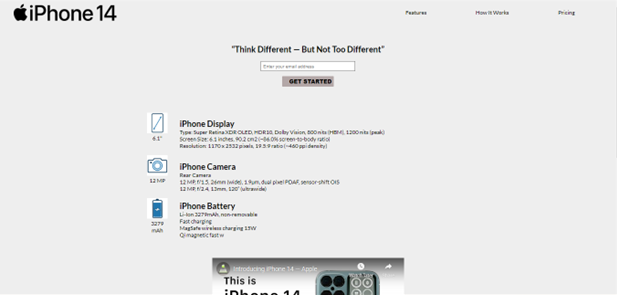 iPhone 14
Features
How It Works
Pricing
"Think Different — But Not Too Different"
Enter your email address
GET STARTED
iPhone Display
Type: Super Retina XDR OLED, HDR10, Dolby Vision, 800 nits (HBM), 1200 nits (peak)
Screen Size: 6.1 inches, 90.2 cm2 (~86.0% screen-to-body ratio)
Resolution: 1170 x 2532 pixels, 19.5:9 ratio (~460 ppi density)
6.1"
iPhone Camera
Rear Camera
12 MP, f/1.5, 26mm (wide), 1.9µm, dual pixel PDAF, sensor-shift OIS
12 MP, f/2.4, 13mm, 120˚ (ultrawide)
12 MP
iPhone Battery
Li-Ion 3279mAh, non-removable
Fast charging
MagSafe wireless charging 15W
Qi magnetic fast w
3279
mAh
Introducing iPhone 14 — Apple
This is
iPhone 14